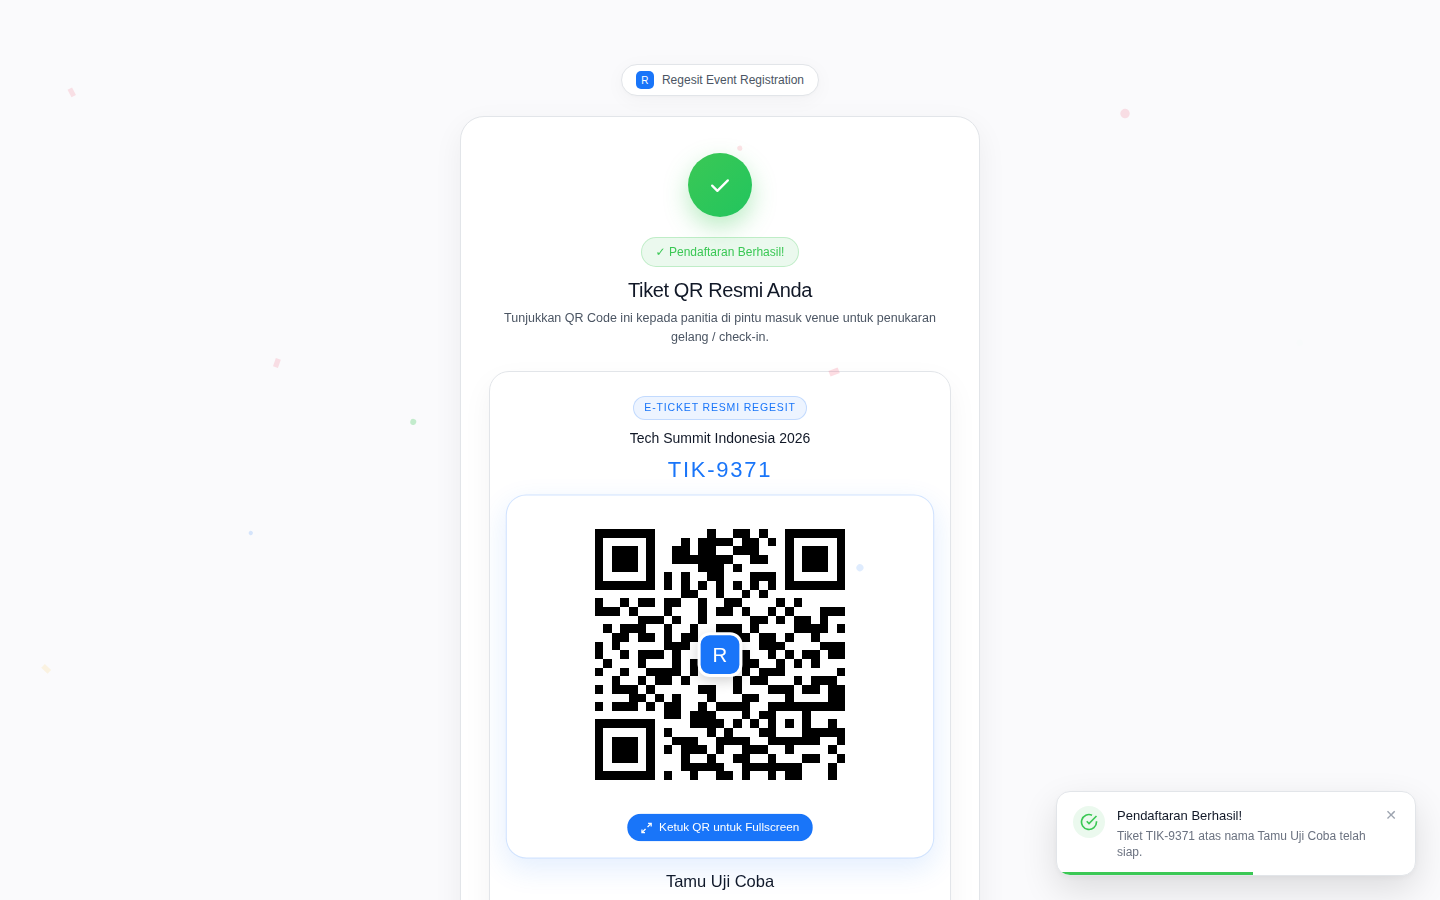 R Regesit Event Registration
✓ Pendaftaran Berhasil!
Tiket QR Resmi Anda
Tunjukkan QR Code ini kepada panitia di pintu masuk venue untuk penukaran
gelang / check-in.
E-TICKET RESMI REGESIT
Tech Summit Indonesia 2026
TIK-9371
R
Ketuk QR untuk Fullscreen
Tamu Uji Coba
Pendaftaran Berhasil!
Tiket TIK-9371 atas nama Tamu Uji Coba telah
siap.